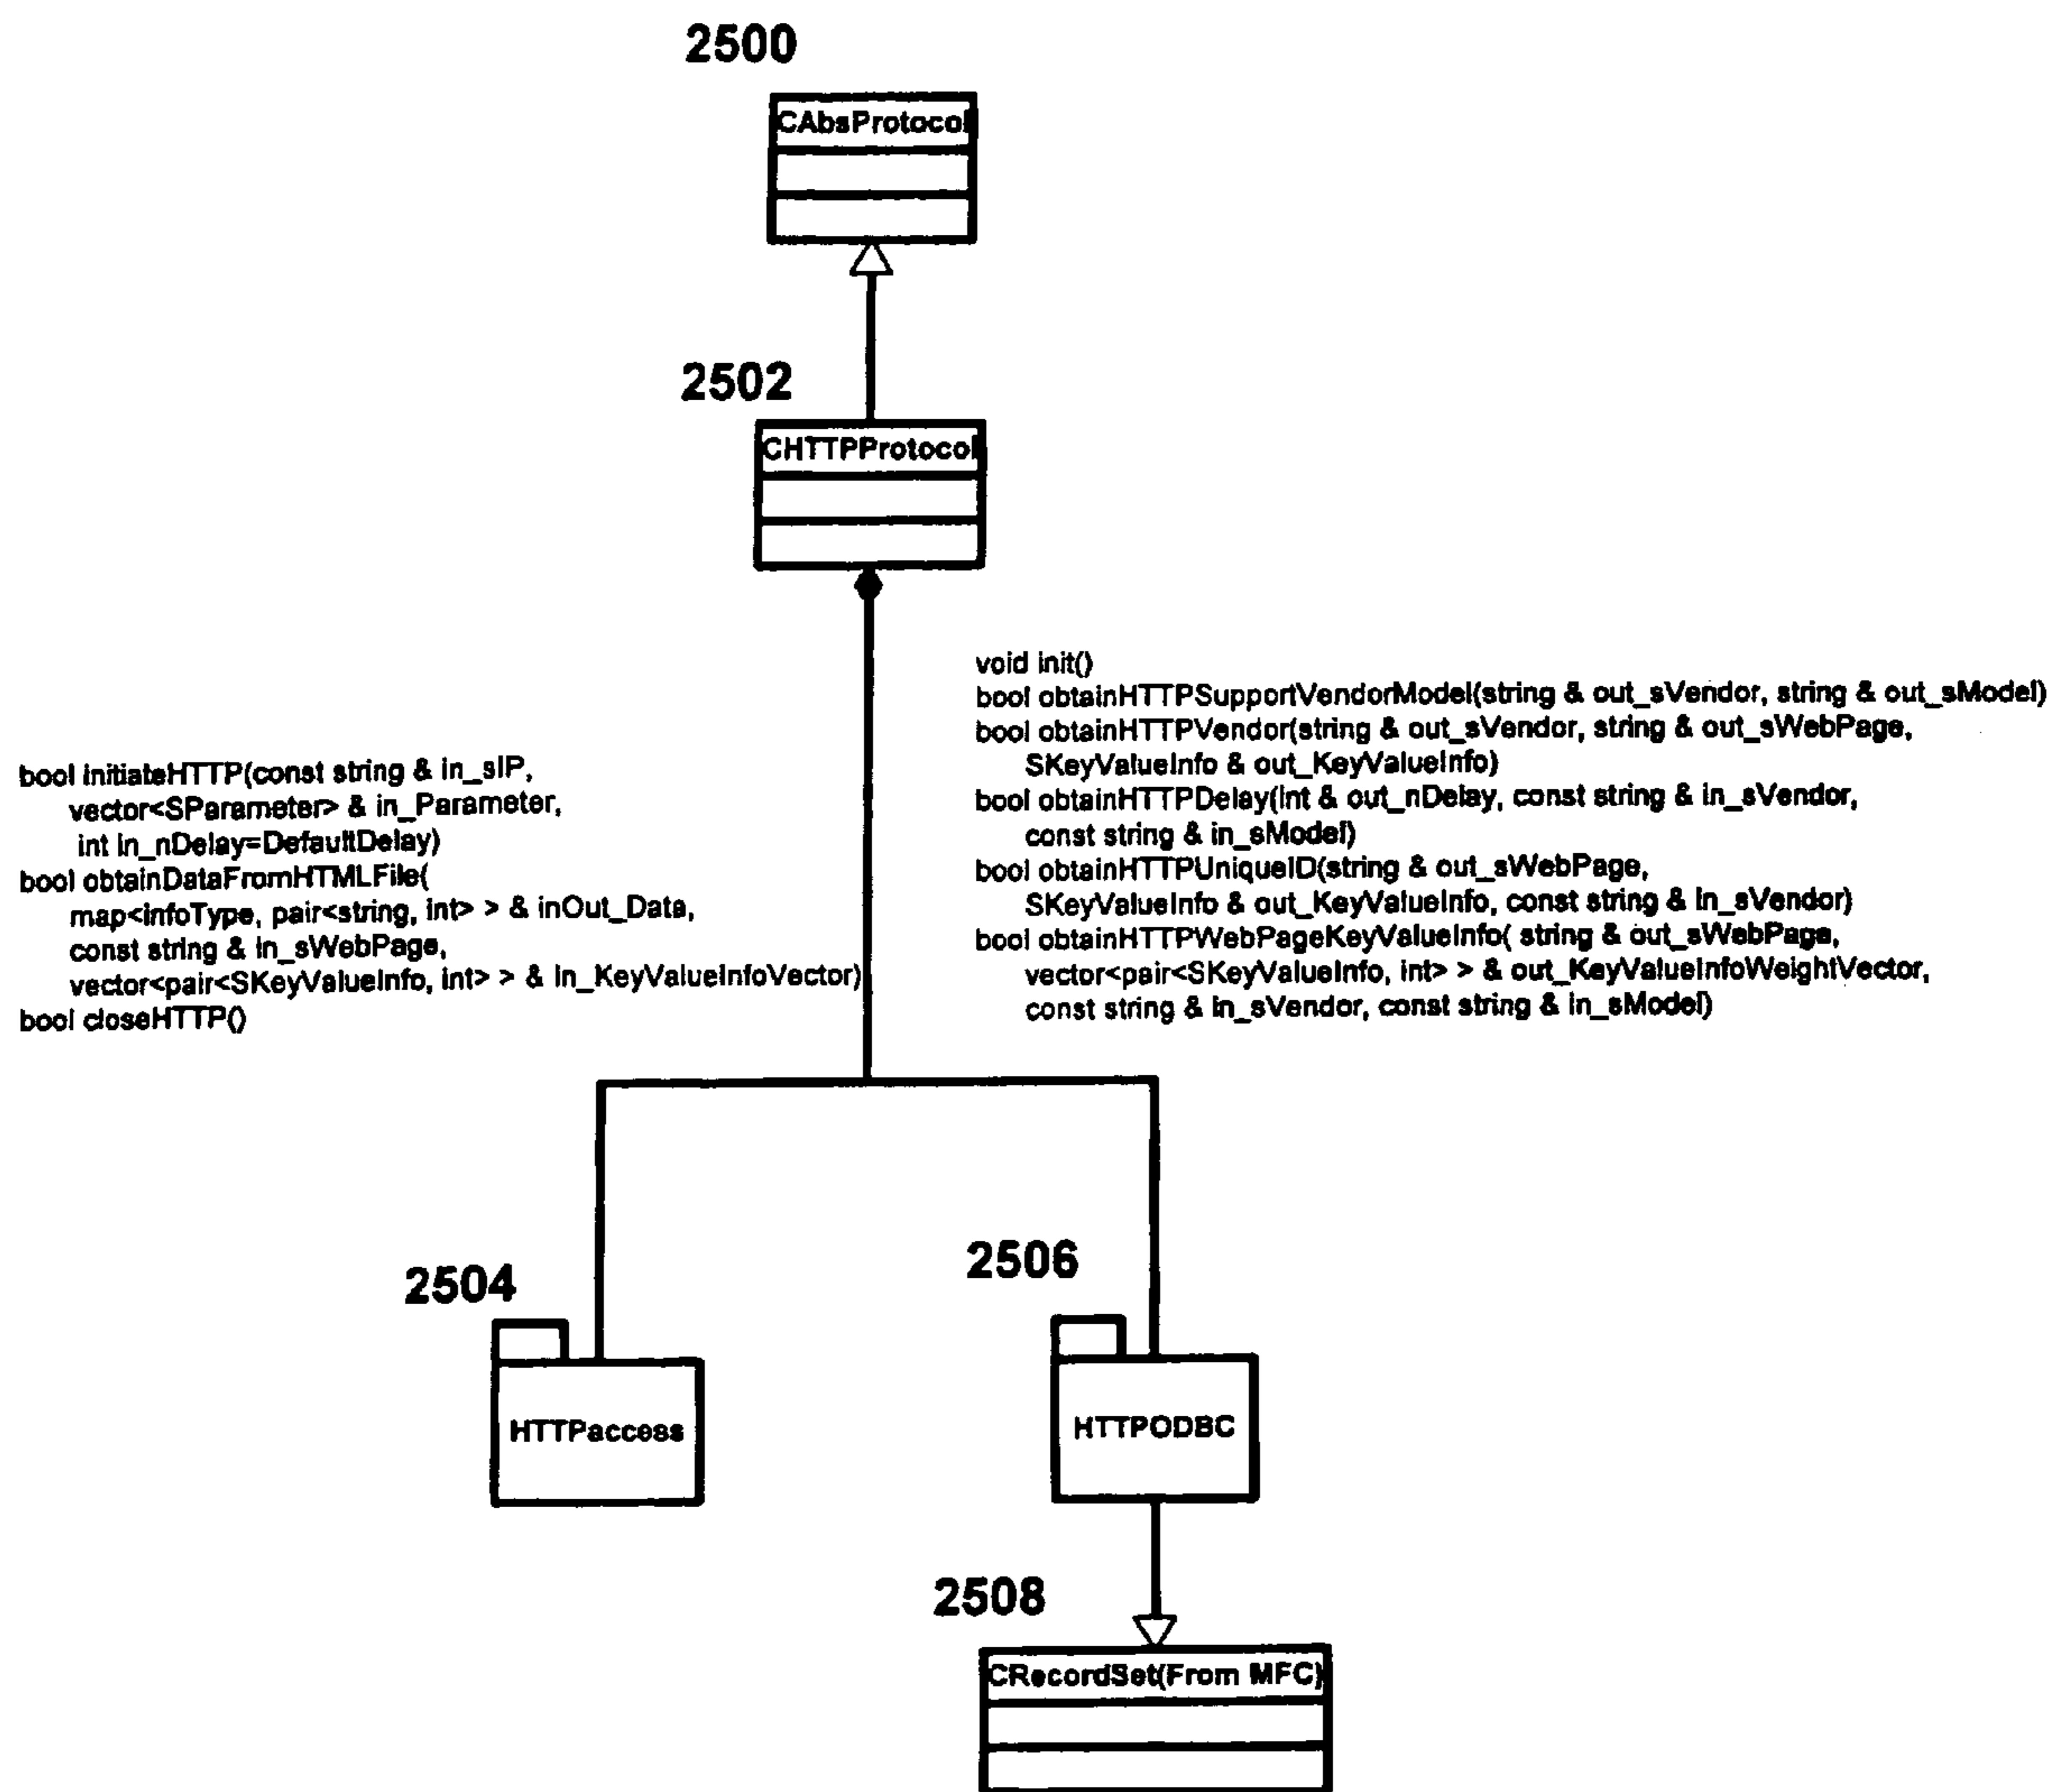 2500
CAbsProtocol
2502
CHTTPProtocol
void init()
bool obtainHTTPSupportVendorModel(string & out_sVendor, string & out_sModel)
bool obtainHTTPVendor(string & out_sVendor, string & out_sWebPage,
SKeyValueInfo & out_KeyValueInfo)
bool obtainHTTPDelay(int & out_nDelay, const string & in_sVendor,
const string & in_sModel)
bool obtainHTTPUniqueID(string & out_sWebPage,
SKeyValueInfo & out_KeyValueInfo, const string & in_sVendor)
bool obtainHTTPWebPageKeyValueInfo( string & out_sWebPage,
vector<pair<SKeyValueInfo, int> > & out_KeyValueInfoWeightVector,
const string & in_sVendor, const string & in_sModel)
bool initiateHTTP(const string & in_sIP,
vector<SParameter> & in_Parameter,
int in_nDelay=DefaultDelay)
bool obtainDataFromHTMLFile(
map<infoType, pair<string, int> > & inOut_Data,
const string & in_sWebPage,
vector<pair<SKeyValueInfo, int> > & in_KeyValueInfoVector)
bool closeHTTP()
2504
HTTPaccess
2506
HTTPODBC
2508
CRecordSet(From MFC)